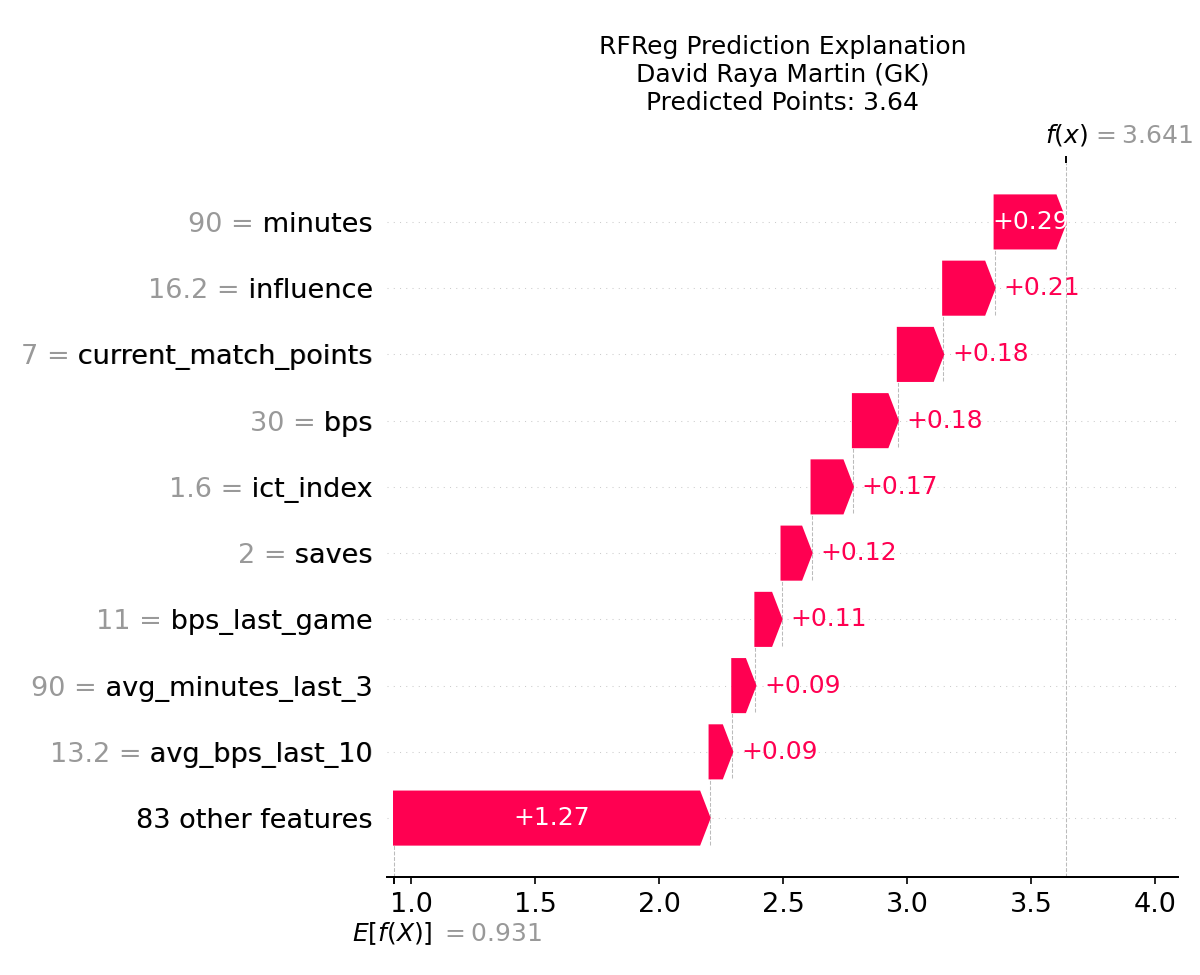 RFReg Prediction Explanation
David Raya Martin (GK)
Predicted Points: 3.64
f(x) = 3.641
90 = minutes
+0.29
16.2 = influence
+0.21
7 = current_match_points
+0.18
30 = bps
+0.18
1.6 = ict_index
+0.17
2 = saves
+0.12
11 = bps_last_game
+0.11
90 = avg_minutes_last_3
+0.09
13.2 = avg_bps_last_10
+0.09
83 other features
+1.27
1.0 1.5 2.0 2.5 3.0 3.5 4.0
E[f(X)] = 0.931